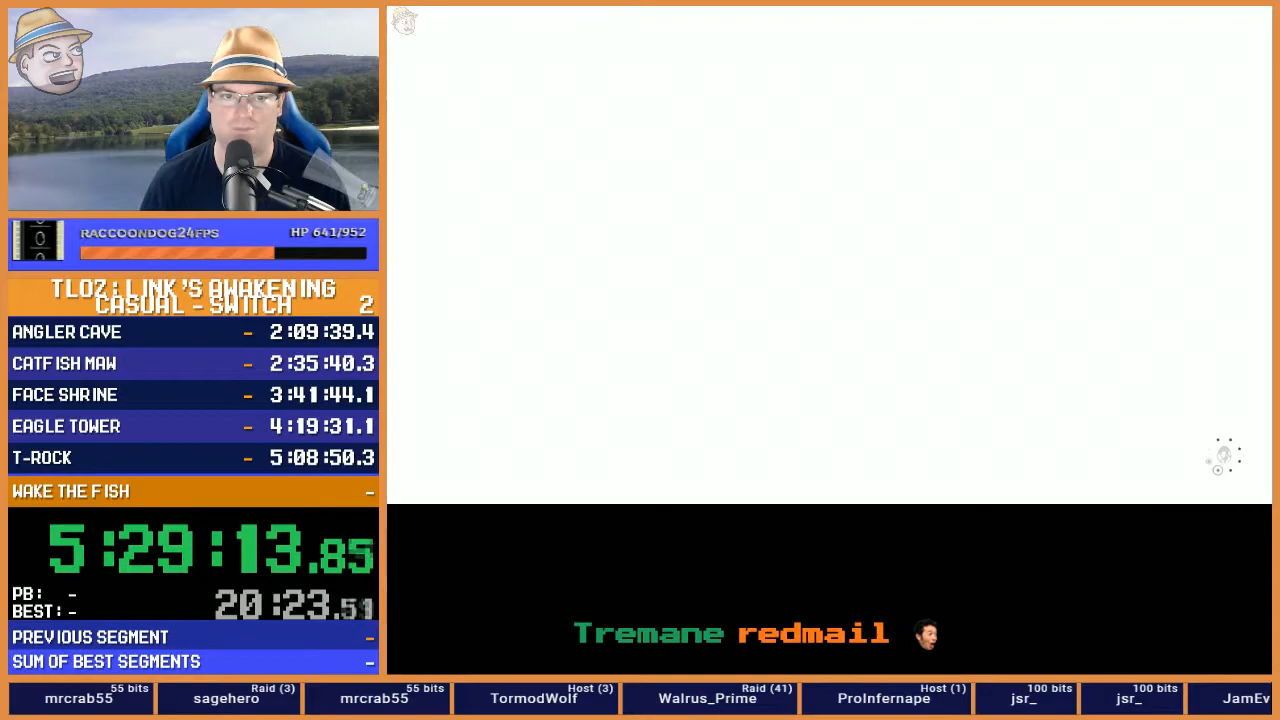 RACCOONDOG24FPS HP 641/952
TLOZ: LINK'S AWAKENING
CASUAL - SWITCH 2
ANGLER CAVE - 2:09:39.4
CATFISH MAW - 2:35:40.3
FACE SHRINE - 3:41:44.1
EAGLE TOWER - 4:19:31.1
T-ROCK - 5:08:50.3
WAKE THE FISH -
5:29:13.85
PB: -
BEST: -
20:23.51
PREVIOUS SEGMENT -
SUM OF BEST SEGMENTS -
Tremane redmail
55 bits
mrcrab55
Raid (3)
sagehero
55 bits
mrcrab55
Host (3)
TormodWolf
Raid (41)
Walrus_Prime
Host (1)
ProInfernape
100 bits
jsr_
100 bits
jsr_
JamEv